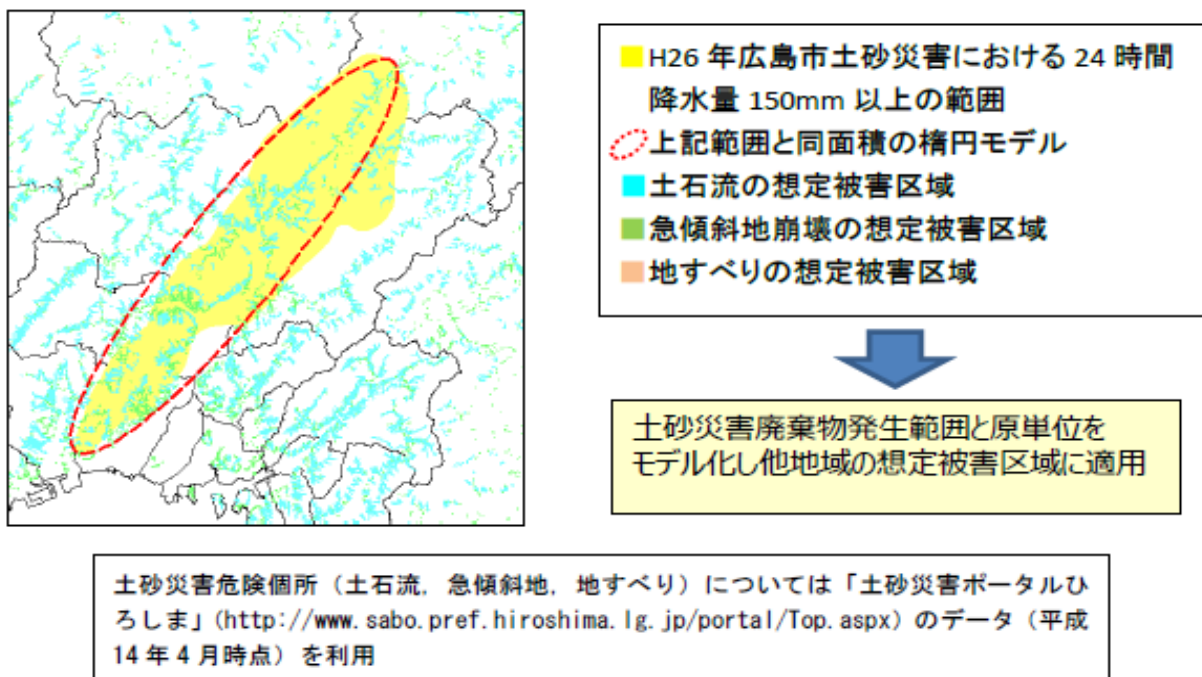 H26 年広島市土砂災害における 24 時間
降水量 150mm 以上の範囲
上記範囲と同面積の楕円モデル
土石流の想定被害区域
急傾斜地崩壊の想定被害区域
地すべりの想定被害区域
土砂災害廃棄物発生範囲と原単位を
モデル化し他地域の想定被害区域に適用
土砂災害危険個所（土石流，急傾斜地，地すべり）については「土砂災害ポータルひ
ろしま」（http://www.sabo.pref.hiroshima.lg.jp/portal/Top.aspx）のデータ（平成
14 年 4 月時点）を利用